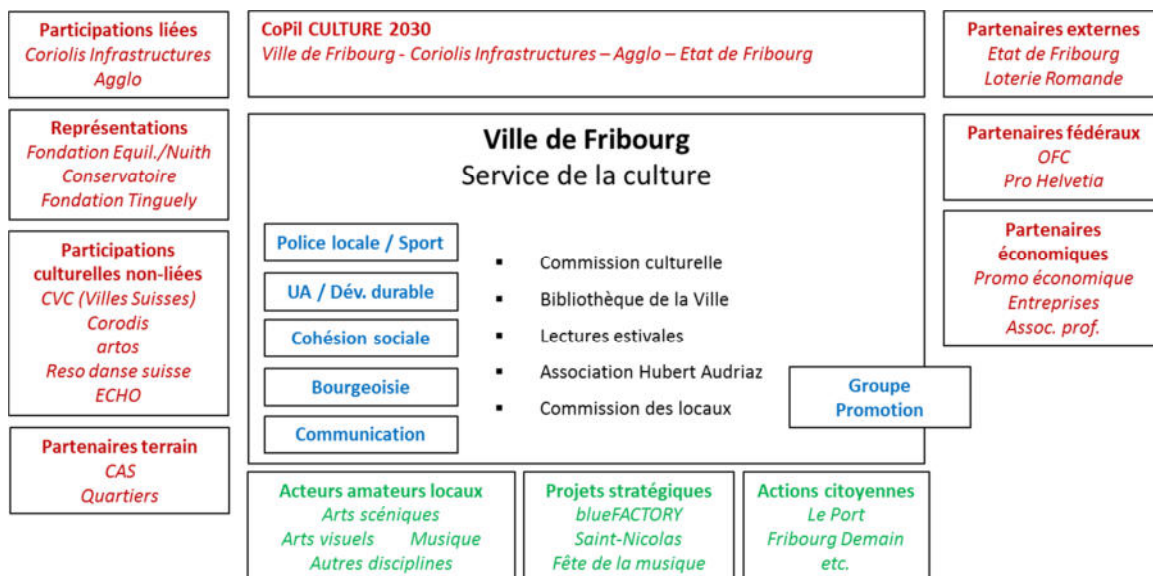 Participations liées
Coriolis Infrastructures
Agglo
CoPil CULTURE 2030
Ville de Fribourg - Coriolis Infrastructures – Agglo – Etat de Fribourg
Partenaires externes
Etat de Fribourg
Loterie Romande
Représentations
Fondation Equil./Nuith
Conservatoire
Fondation Tinguely
Participations
culturelles non-liées
CVC (Villes Suisses)
Corodis
artos
Reso danse suisse
ECHO
Partenaires terrain
CAS
Quartiers
Ville de Fribourg
Service de la culture
Police locale / Sport
UA / Dév. durable
Cohésion sociale
Bourgeoisie
Communication
▪ Commission culturelle
▪ Bibliothèque de la Ville
▪ Lectures estivales
▪ Association Hubert Audriaz
▪ Commission des locaux
Groupe
Promotion
Partenaires fédéraux
OFC
Pro Helvetia
Partenaires
économiques
Promo économique
Entreprises
Assoc. prof.
Acteurs amateurs locaux
Arts scéniques
Arts visuels Musique
Autres disciplines
Projets stratégiques
blueFACTORY
Saint-Nicolas
Fête de la musique
Actions citoyennes
Le Port
Fribourg Demain
etc.